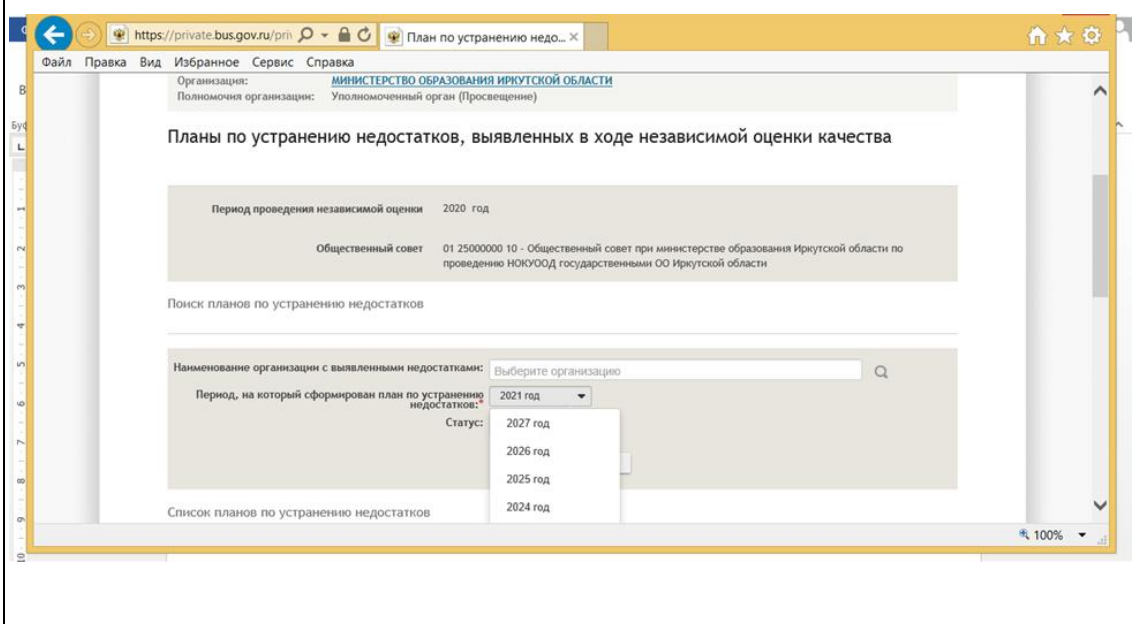 https://private.bus.gov.ru/pri
План по устранению недо...
Файл Правка Вид Избранное Сервис Справка
Организация: МИНИСТЕРСТВО ОБРАЗОВАНИЯ ИРКУТСКОЙ ОБЛАСТИ
Полномочия организации: Уполномоченный орган (Просвещение)
Планы по устранению недостатков, выявленных в ходе независимой оценки качества
Период проведения независимой оценки 2020 год
Общественный совет 01 25000000 10 - Общественный совет при министерстве образования Иркутской области по
проведению НОКУООД государственными ОО Иркутской области
Поиск планов по устранению недостатков
Наименование организации с выявленными недостатками: Выберите организацию
Период, на который сформирован план по устранению
недостатков:* 2021 год
Статус: 2027 год
2026 год
2025 год
2024 год
Список планов по устранению недостатков
100%